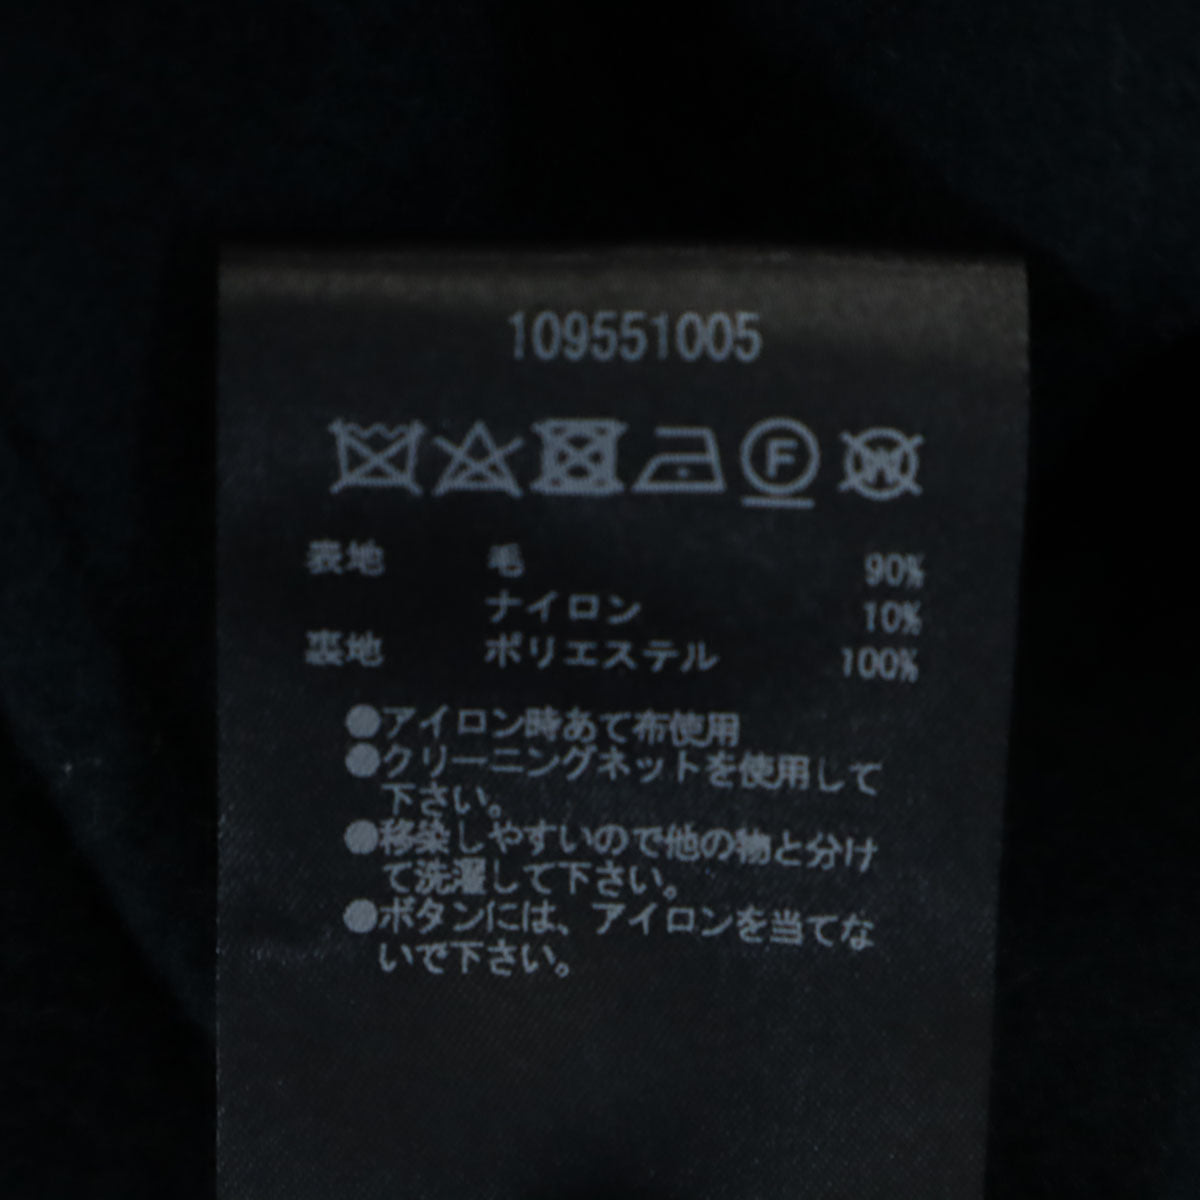 109551005
F W
表地 毛 90%
ナイロン 10%
裏地 ポリエステル 100%
●アイロン時あて布使用
●クリーニングネットを使用して
下さい。
●移染しやすいので他の物と分け
て洗濯して下さい。
●ボタンには、アイロンを当てな
いで下さい。